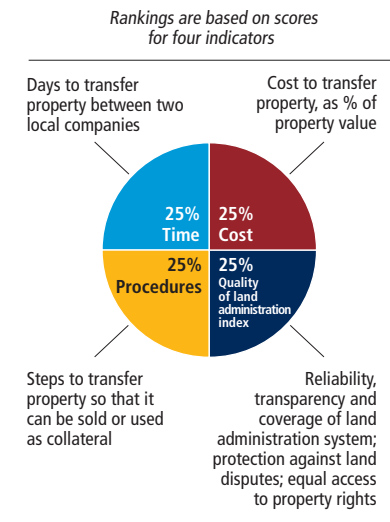 Rankings are based on scores
for four indicators
Days to transfer
property between two
local companies
Cost to transfer
property, as % of
property value
25%
Time
25%
Cost
25%
Procedures
25%
Quality
of land
administration
index
Steps to transfer
property so that it
can be sold or used
as collateral
Reliability,
transparency and
coverage of land
administration system;
protection against land
disputes; equal access
to property rights